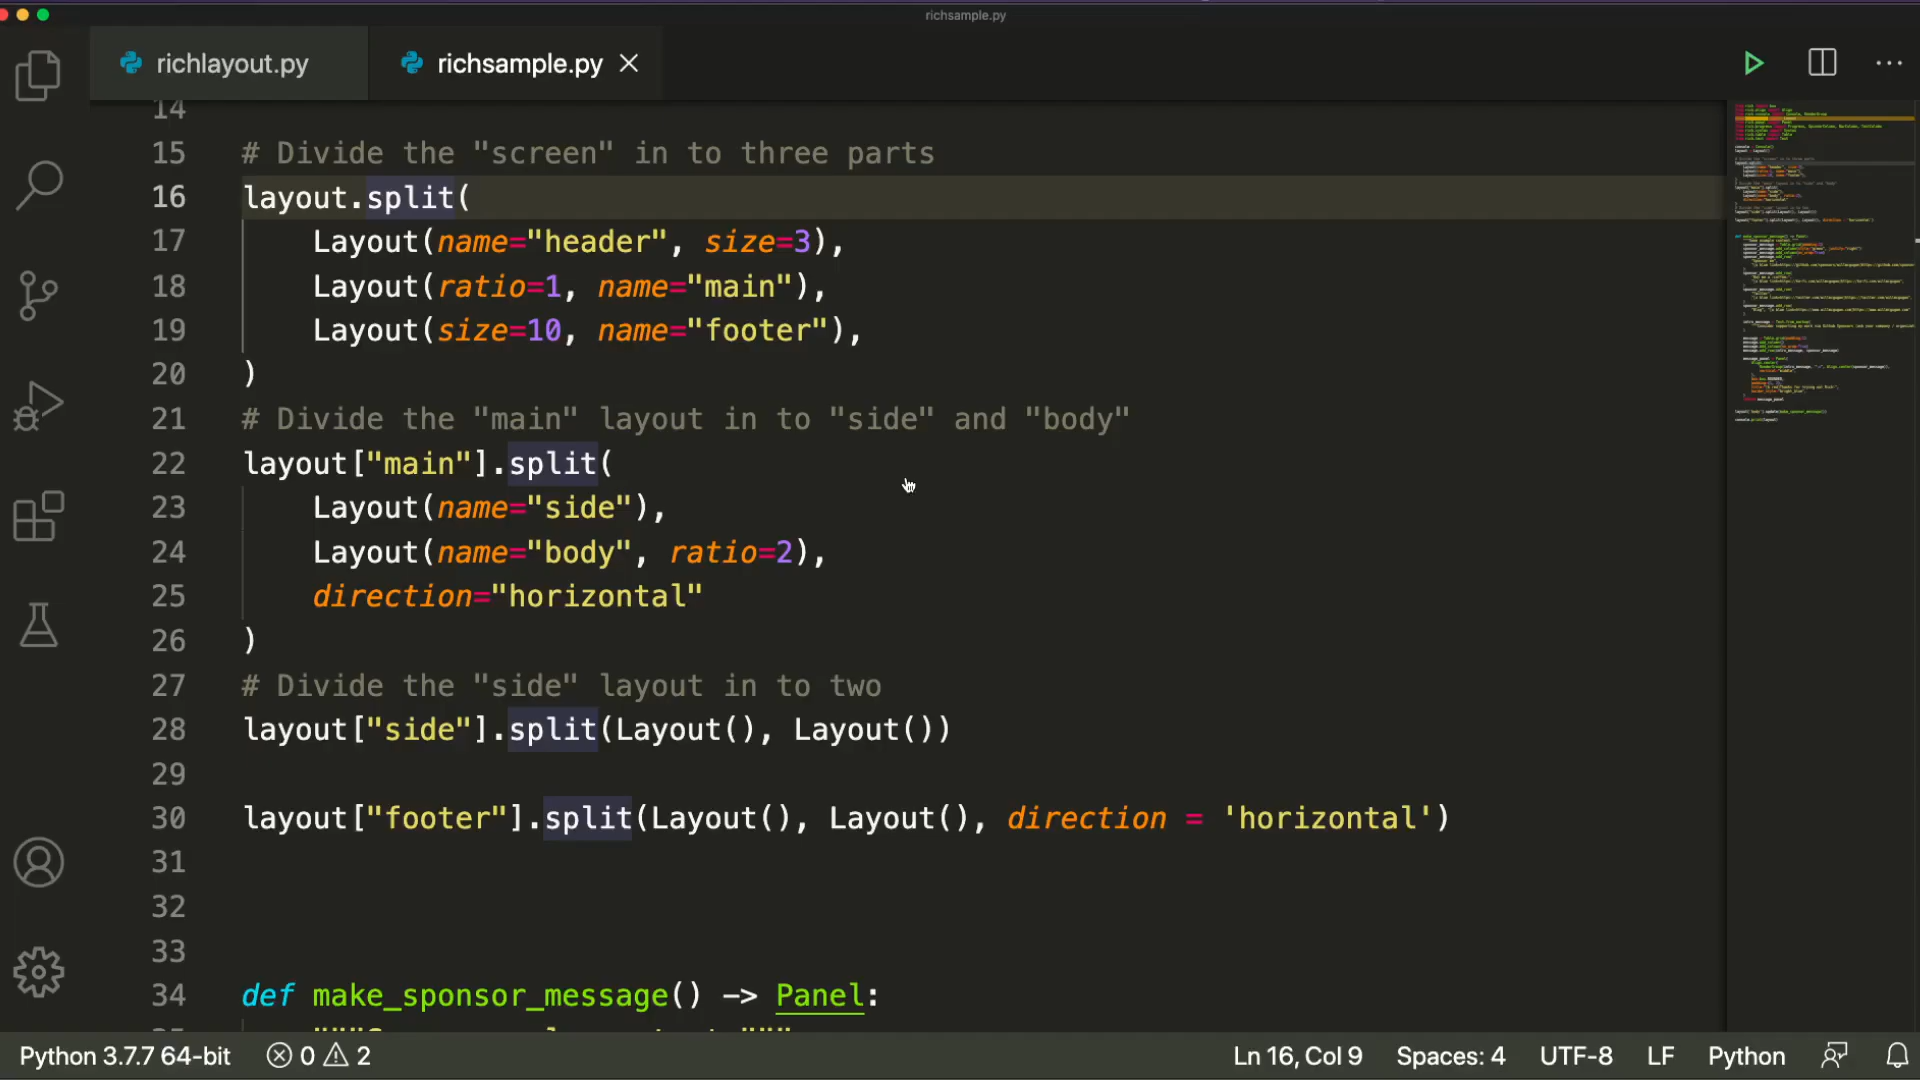 richsample.py
richlayout.py
richsample.py
14
15 # Divide the "screen" in to three parts
16 layout.split(
17     Layout(name="header", size=3),
18     Layout(ratio=1, name="main"),
19     Layout(size=10, name="footer"),
20 )
21 # Divide the "main" layout in to "side" and "body"
22 layout["main"].split(
23     Layout(name="side"),
24     Layout(name="body", ratio=2),
25     direction="horizontal"
26 )
27 # Divide the "side" layout in to two
28 layout["side"].split(Layout(), Layout())
29
30 layout["footer"].split(Layout(), Layout(), direction = 'horizontal')
31
32
33
34 def make_sponsor_message() -> Panel:
Python 3.7.7 64-bit 0 2 Ln 16, Col 9 Spaces: 4 UTF-8 LF Python